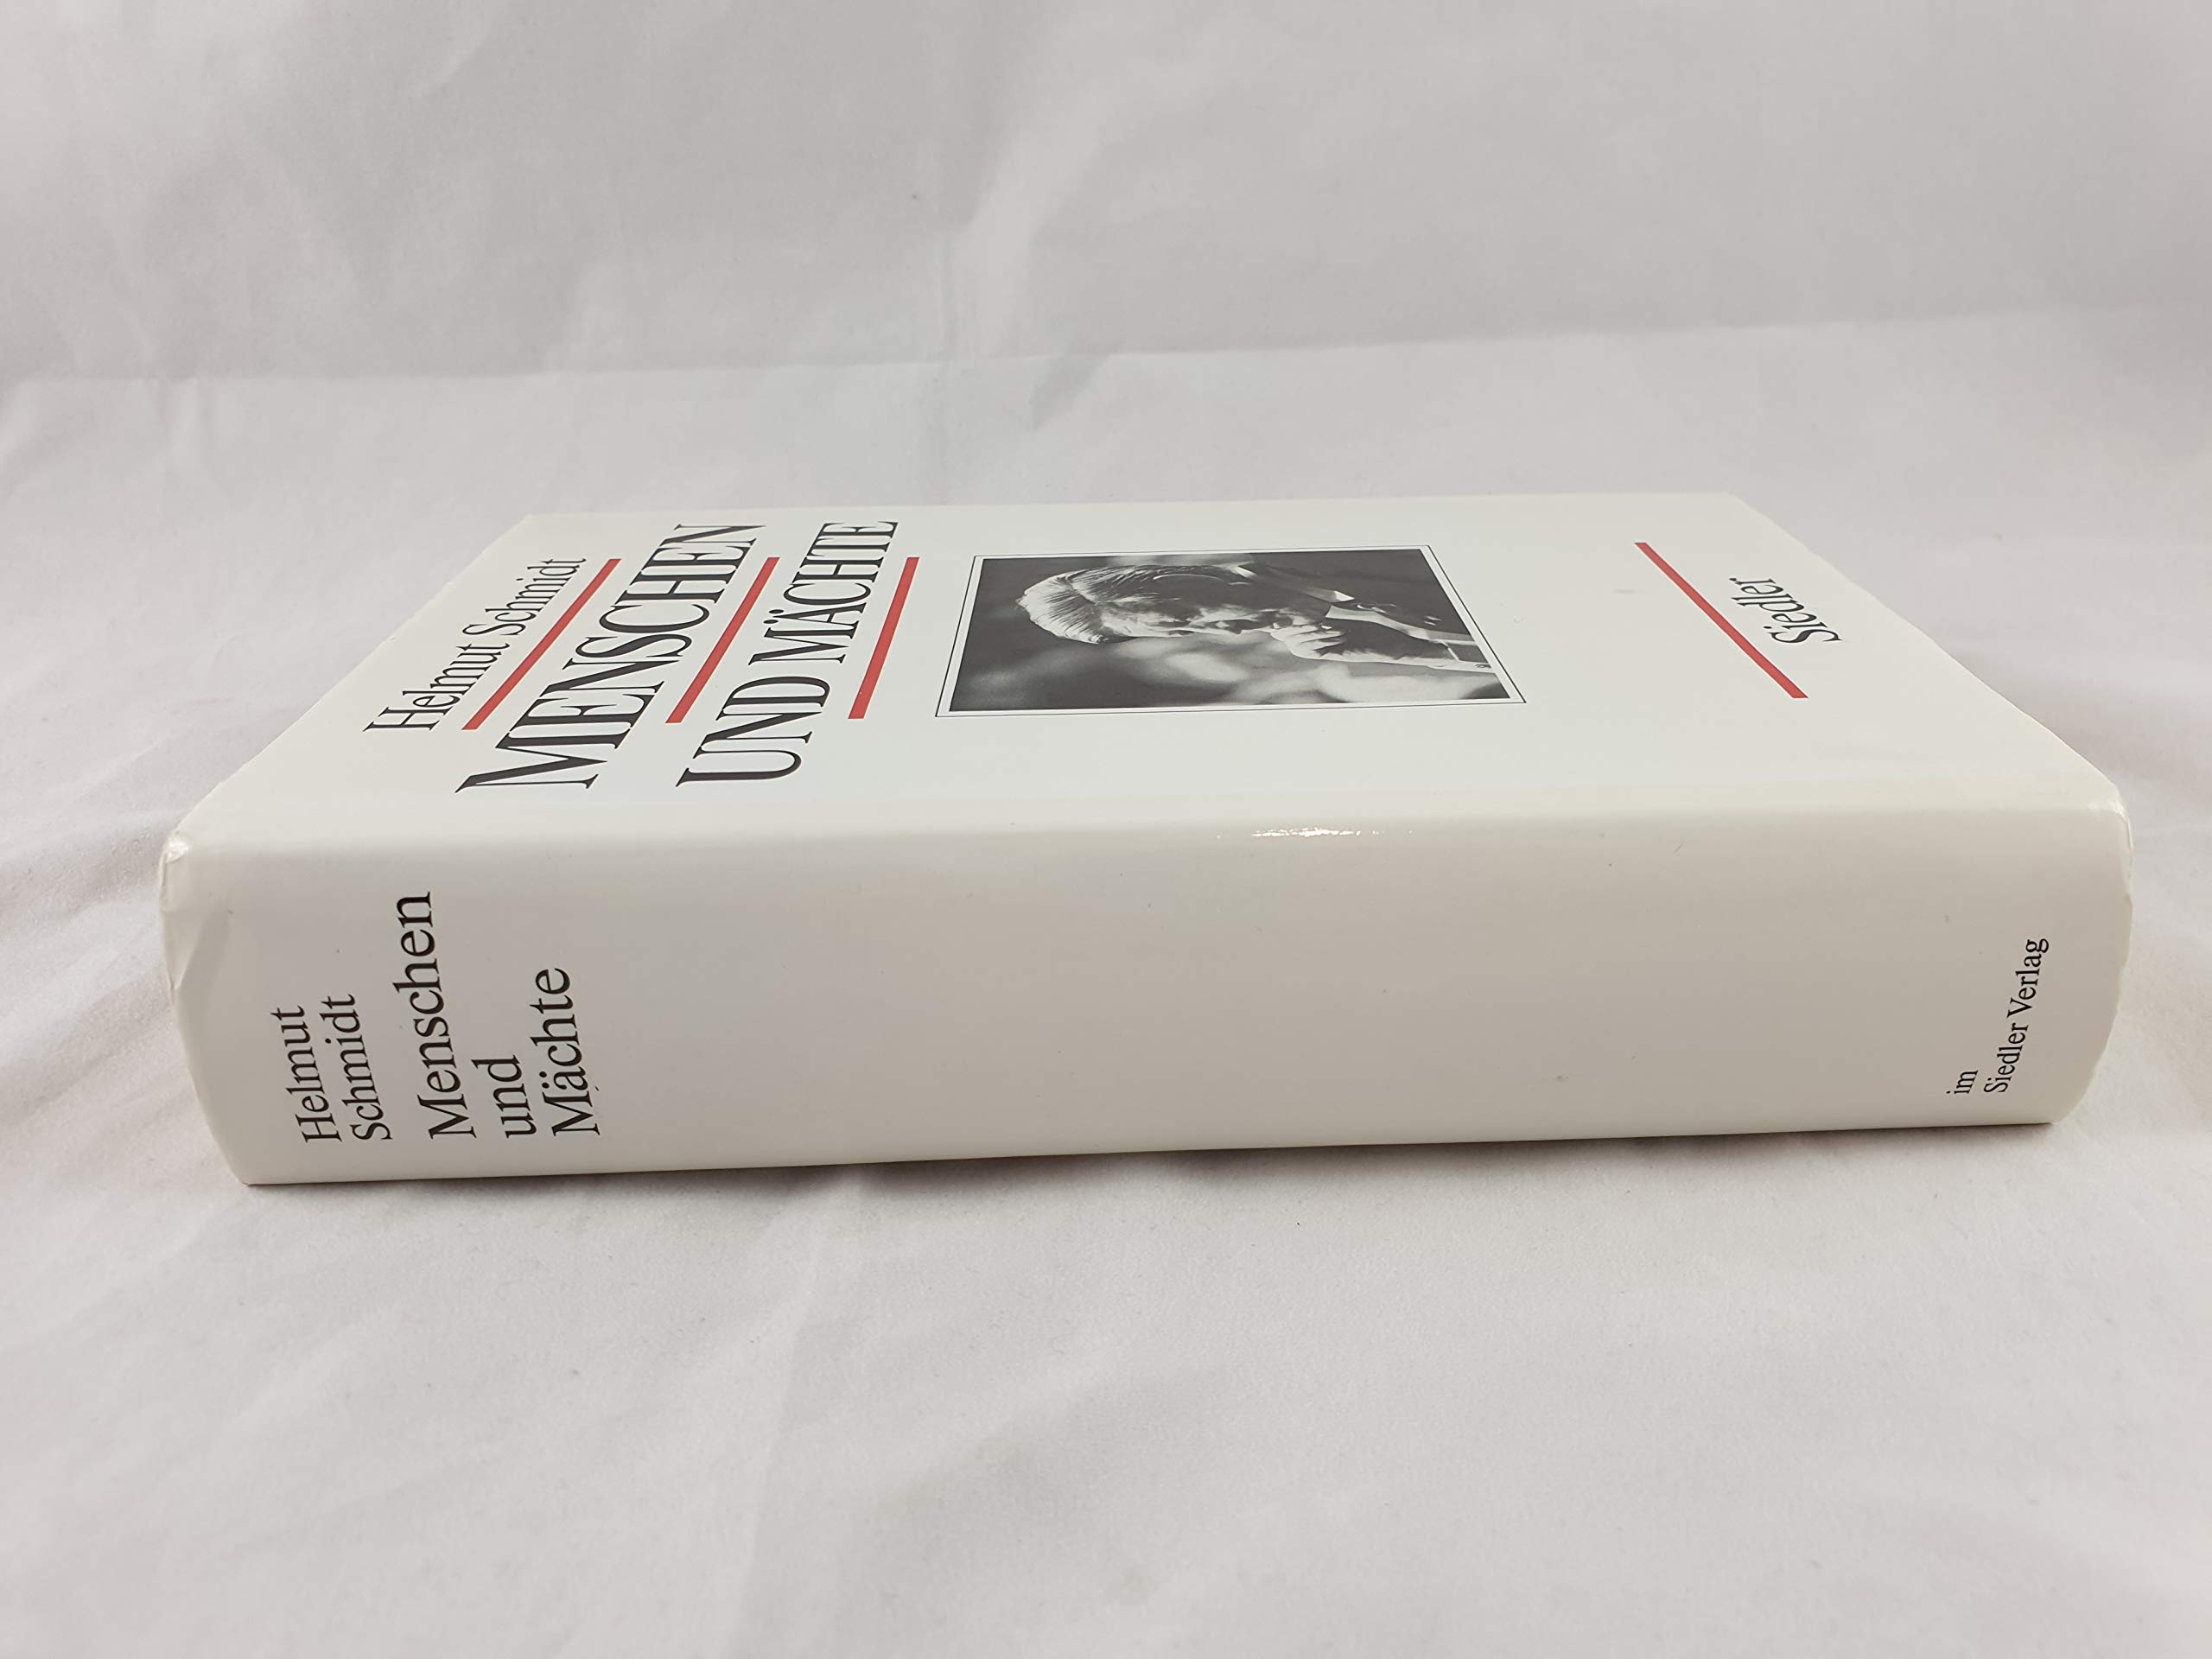 Helmut Schmidt
MENSCHEN
UND MÄCHTE
Siedler
Helmut
Schmidt
Menschen
und
Mächte
im
Siedler Verlag